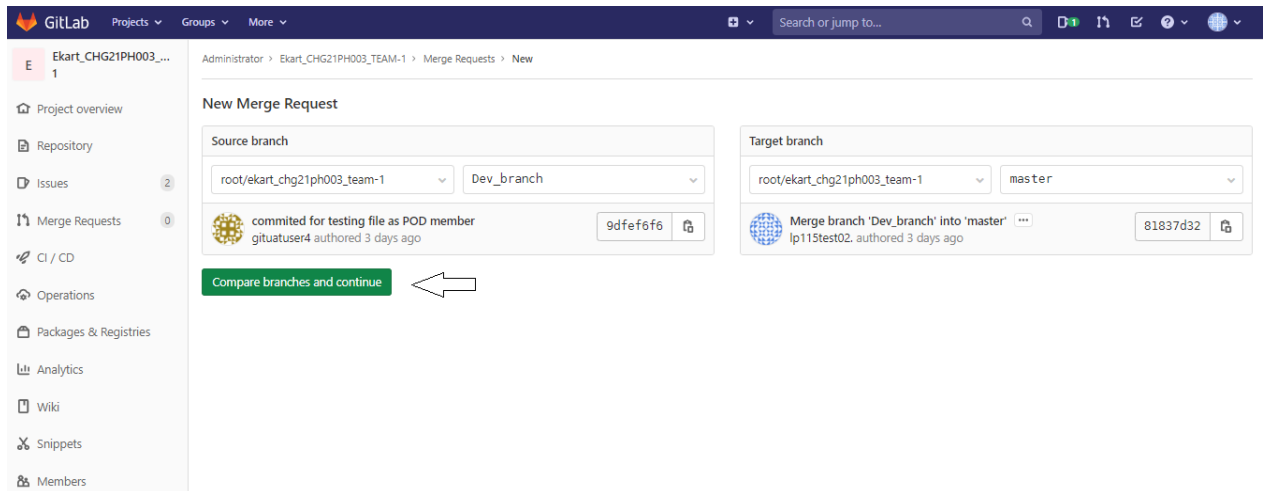 GitLab Projects Groups More Search or jump to... 1
E Ekart_CHG21PH003_...
1
Administrator > Ekart_CHG21PH003_TEAM-1 > Merge Requests > New
New Merge Request
Source branch
root/ekart_chg21ph003_team-1 Dev_branch
commited for testing file as POD member
gituatuser4 authored 3 days ago
9dfef6f6
Target branch
root/ekart_chg21ph003_team-1 master
Merge branch 'Dev_branch' into 'master' ...
lp115test02. authored 3 days ago
81837d32
Compare branches and continue
Project overview
Repository
Issues 2
Merge Requests 0
CI / CD
Operations
Packages & Registries
Analytics
Wiki
Snippets
Members